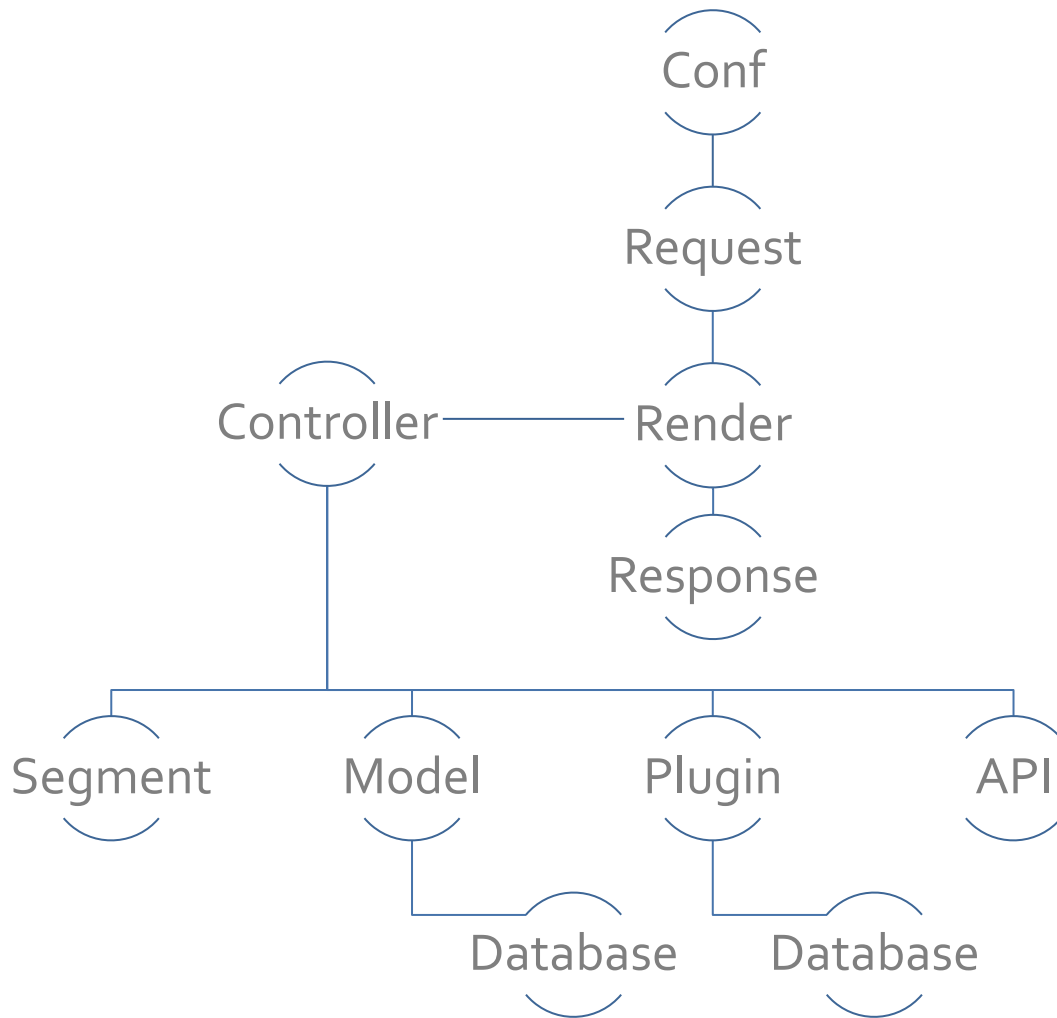 Conf
Request
Controller
Render
Response
Segment
Model
Plugin
API
Database
Database